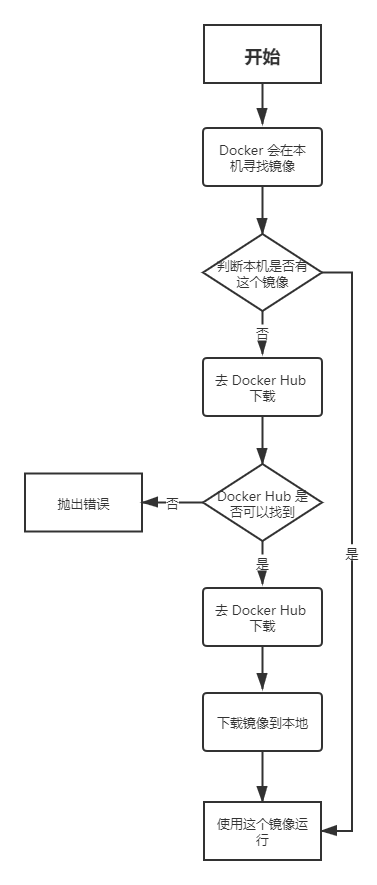 开始
Docker 会在本
机寻找镜像
判断本机是否有
这个镜像
否
去 Docker Hub
下载
Docker Hub 是
否可以找到
否
抛出错误
是
是
去 Docker Hub
下载
下载镜像到本地
使用这个镜像运
行